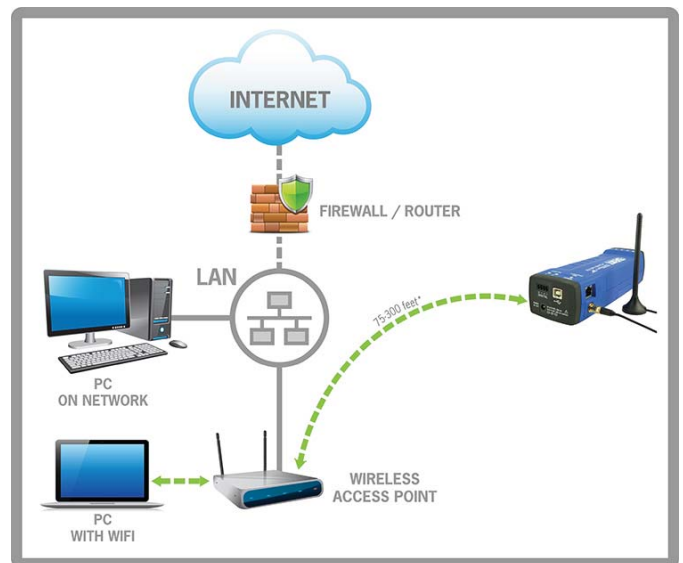 INTERNET
FIREWALL / ROUTER
LAN
75-300 feet*
PC
ON NETWORK
WIRELESS
ACCESS POINT
PC
WITH WIFI